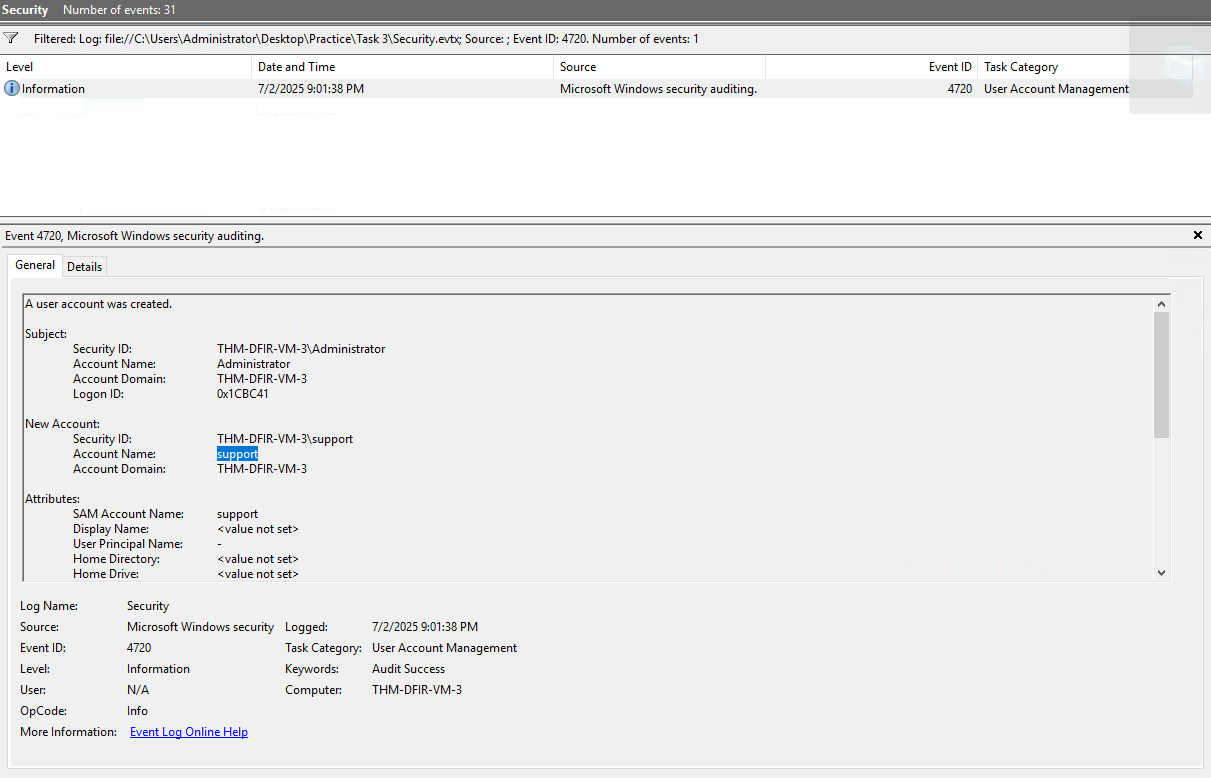 Security Number of events: 31
Filtered: Log: file://C:\Users\Administrator\Desktop\Practice\Task 3\Security.evtx; Source: ; Event ID: 4720. Number of events: 1
Level Date and Time Source Event ID Task Category
Information 7/2/2025 9:01:38 PM Microsoft Windows security auditing. 4720 User Account Management
Event 4720, Microsoft Windows security auditing.
General Details
A user account was created.
Subject:
Security ID: THM-DFIR-VM-3\Administrator
Account Name: Administrator
Account Domain: THM-DFIR-VM-3
Logon ID: 0x1CBC41
New Account:
Security ID: THM-DFIR-VM-3\support
Account Name: support
Account Domain: THM-DFIR-VM-3
Attributes:
SAM Account Name: support
Display Name: <value not set>
User Principal Name: -
Home Directory: <value not set>
Home Drive: <value not set>
Log Name: Security
Source: Microsoft Windows security Logged: 7/2/2025 9:01:38 PM
Event ID: 4720 Task Category: User Account Management
Level: Information Keywords: Audit Success
User: N/A Computer: THM-DFIR-VM-3
OpCode: Info
More Information: Event Log Online Help